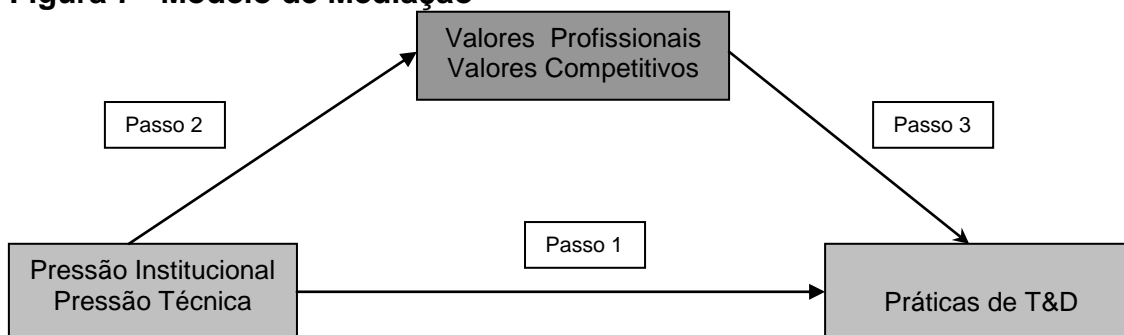 Valores Profissionais
Valores Competitivos
Passo 2
Passo 3
Passo 1
Pressão Institucional
Pressão Técnica
Práticas de T&D